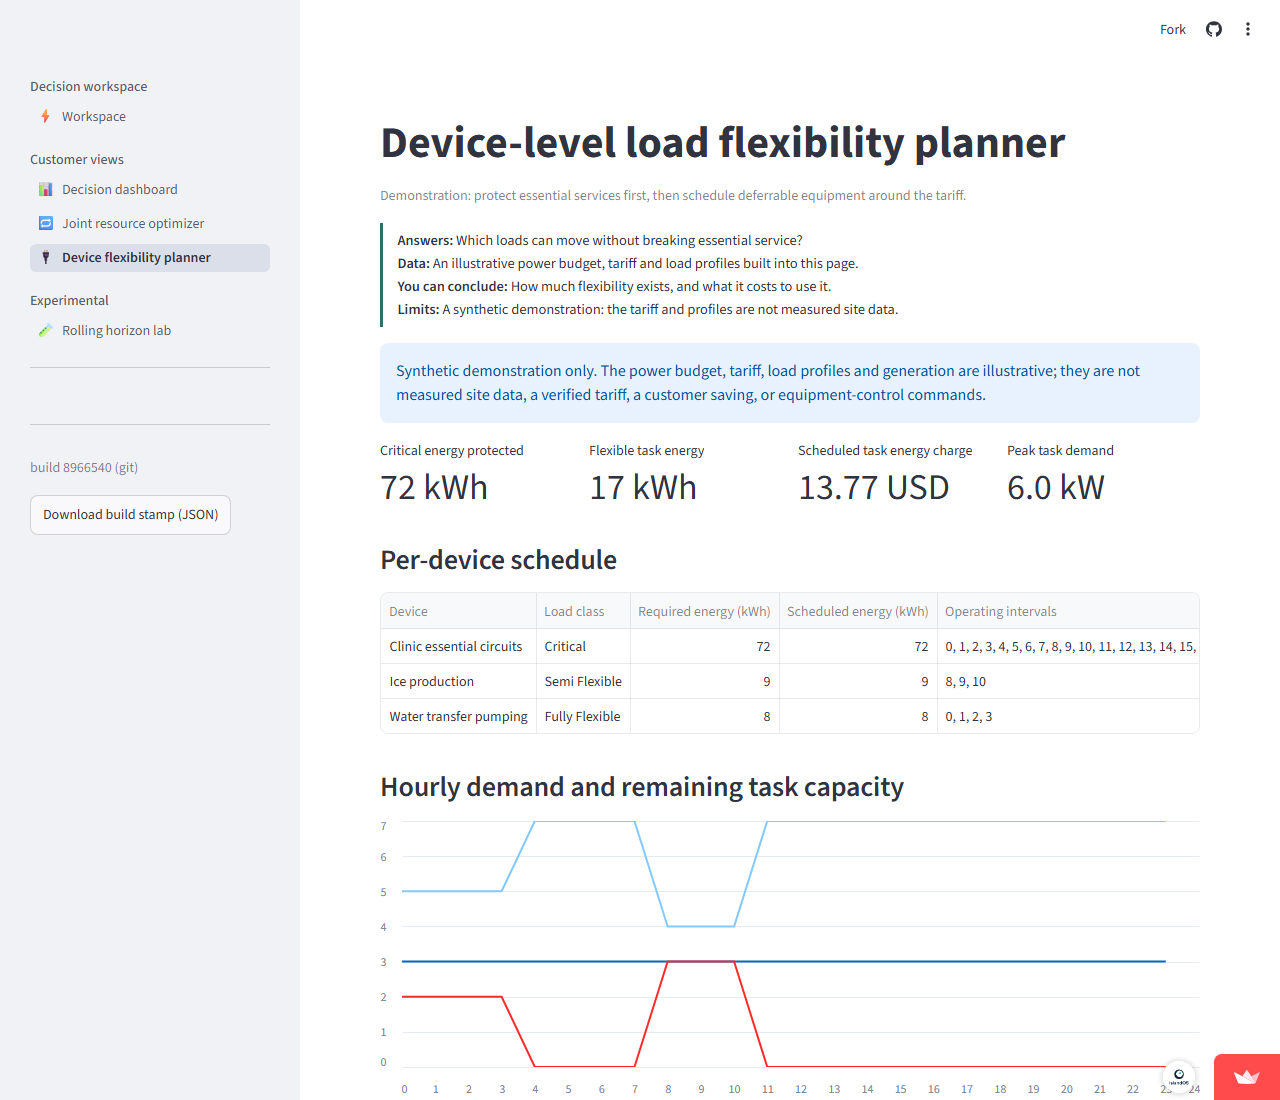 Fork
Decision workspace
Workspace
Customer views
Decision dashboard
Joint resource optimizer
Device flexibility planner
Experimental
Rolling horizon lab
build 8966540 (git)
Download build stamp (JSON)
Device-level load flexibility planner
Demonstration: protect essential services first, then schedule deferrable equipment around the tariff.
Answers: Which loads can move without breaking essential service?
Data: An illustrative power budget, tariff and load profiles built into this page.
You can conclude: How much flexibility exists, and what it costs to use it.
Limits: A synthetic demonstration: the tariff and profiles are not measured site data.
Synthetic demonstration only. The power budget, tariff, load profiles and generation are illustrative; they are not
measured site data, a verified tariff, a customer saving, or equipment-control commands.
Critical energy protected Flexible task energy Scheduled task energy charge Peak task demand
72 kWh 17 kWh 13.77 USD 6.0 kW
Per-device schedule
Device Load class Required energy (kWh) Scheduled energy (kWh) Operating intervals
Clinic essential circuits Critical 72 72 0, 1, 2, 3, 4, 5, 6, 7, 8, 9, 10, 11, 12, 13, 14, 15,
Ice production Semi Flexible 9 9 8, 9, 10
Water transfer pumping Fully Flexible 8 8 0, 1, 2, 3
Hourly demand and remaining task capacity
7
6
5
4
3
2
1
0
0 1 2 3 4 5 6 7 8 9 10 11 12 13 14 15 16 17 18 19 20 21 22 24